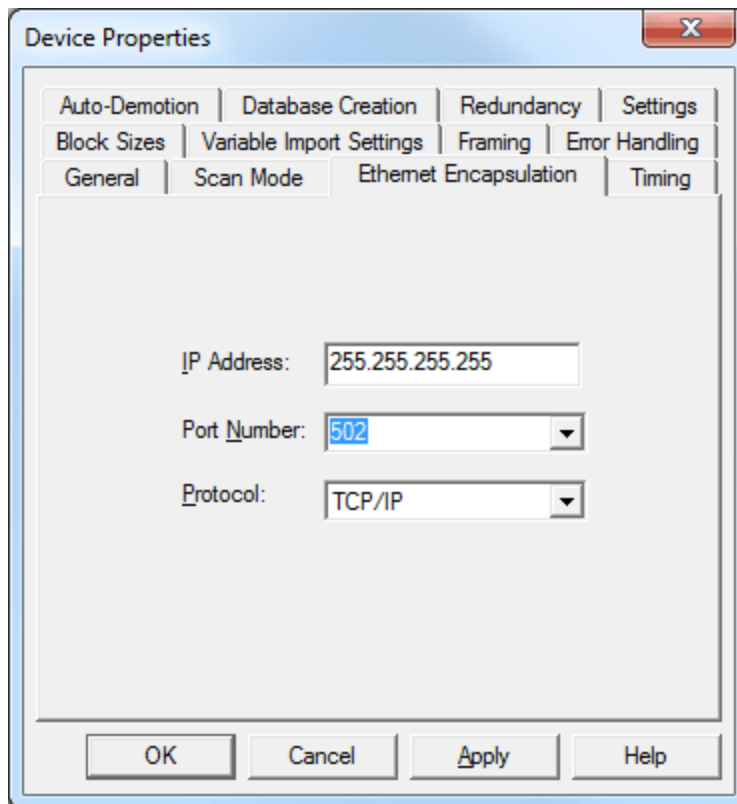 Device Properties
Auto-Demotion Database Creation Redundancy Settings
Block Sizes Variable Import Settings Framing Error Handling
General Scan Mode Ethernet Encapsulation Timing
IP Address: 255.255.255.255
Port Number: 502
Protocol: TCP/IP
OK Cancel Apply Help